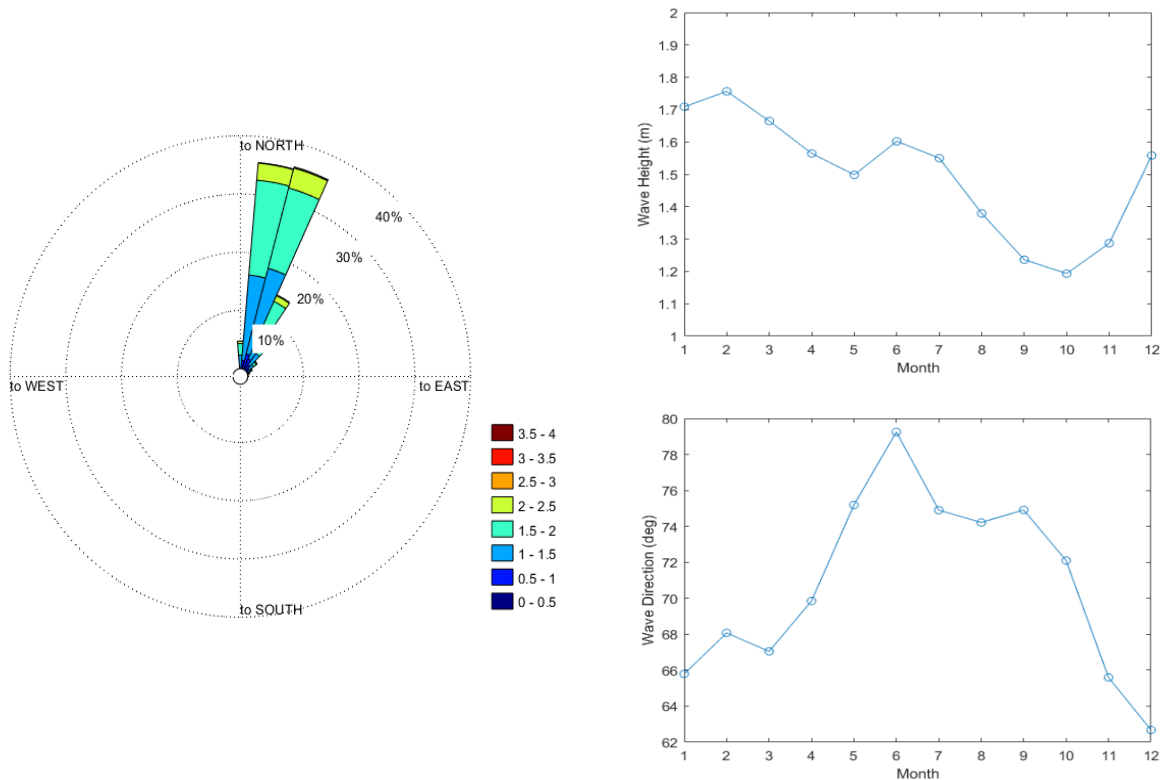 to NORTH
40%
30%
20%
10%
to WEST
to EAST
to SOUTH
3.5 - 4
3 - 3.5
2.5 - 3
2 - 2.5
1.5 - 2
1 - 1.5
0.5 - 1
0 - 0.5
2
1.9
1.8
1.7
1.6
1.5
1.4
1.3
1.2
1.1
1
Wave Height (m)
1 2 3 4 5 6 7 8 9 10 11 12
Month
80
78
76
74
72
70
68
66
64
62
Wave Direction (deg)
1 2 3 4 5 6 7 8 9 10 11 12
Month